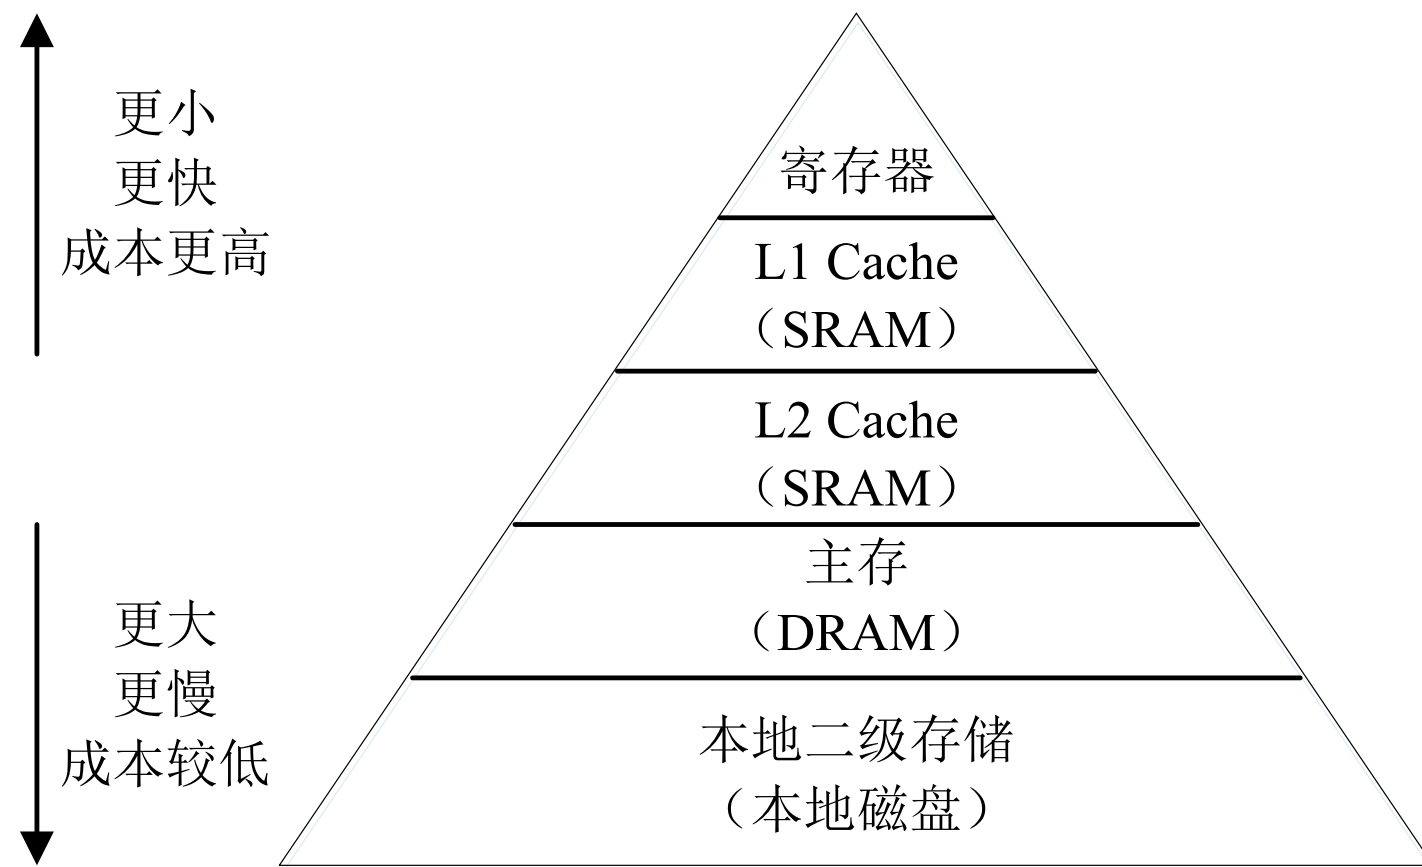 更小
更快
成本更高
寄存器
L1 Cache
（SRAM）
L2 Cache
（SRAM）
主存
（DRAM）
更大
更慢
成本较低
本地二级存储
（本地磁盘）